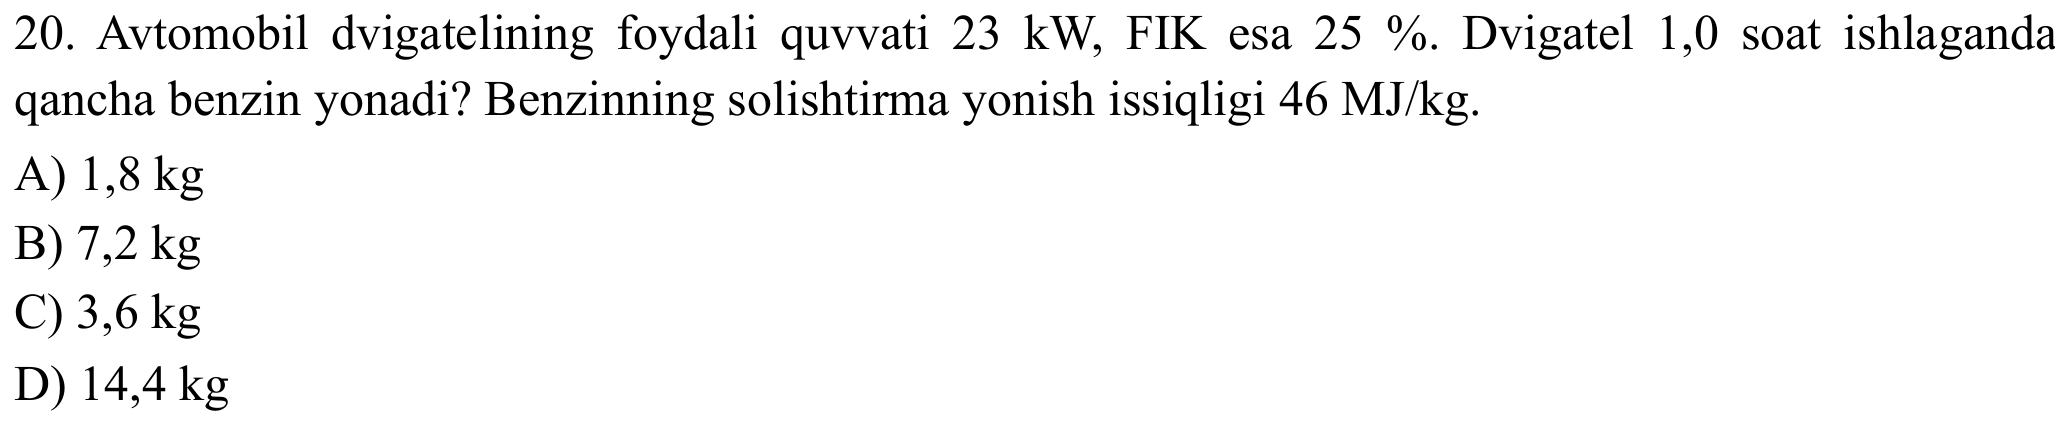 20. Avtomobil dvigatelining foydali quvvati 23 kW, FIK esa 25 %. Dvigatel 1,0 soat ishlaganda
qancha benzin yonadi? Benzinning solishtirma yonish issiqligi 46 MJ/kg.
A) 1,8 kg
B) 7,2 kg
C) 3,6 kg
D) 14,4 kg